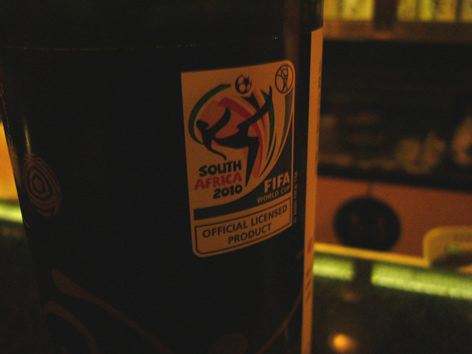 SOUTH
AFRICA
2010
FIFA
WORLD CUP
OFFICIAL LICENSED
PRODUCT